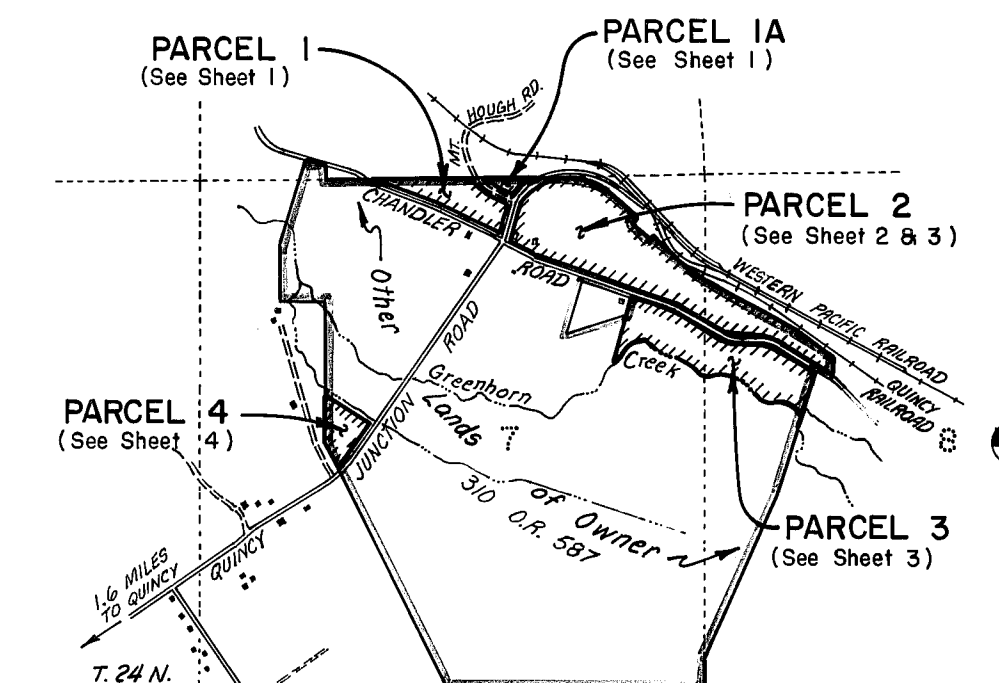 PARCEL 1
(See Sheet 1)
PARCEL 1A
(See Sheet 1)
HOUGH RD.
MT.
CHANDLER
ROAD
PARCEL 2
(See Sheet 2 & 3)
WESTERN PACIFIC RAILROAD
QUINCY
RAILROAD
Other
Lands
of Owner
310 O.R. 587
Greenhorn
Creek
7
8
PARCEL 4
(See Sheet 4)
QUINCY
JUNCTION
ROAD
PARCEL 3
(See Sheet 3)
1.6 MILES
TO QUINCY
T. 24 N.